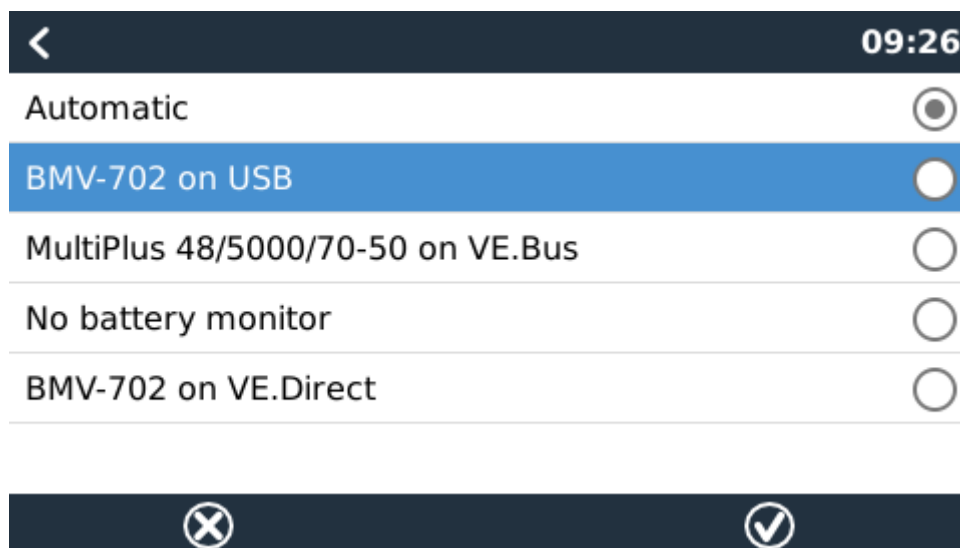 09:26
Automatic
BMV-702 on USB
MultiPlus 48/5000/70-50 on VE.Bus
No battery monitor
BMV-702 on VE.Direct